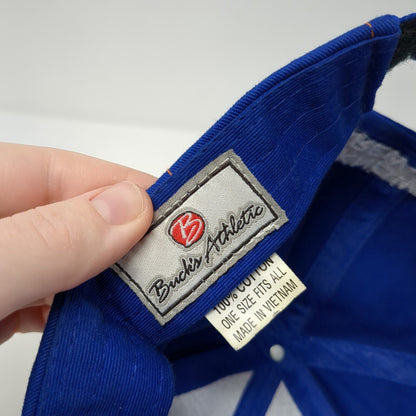 B
Buck's Athletic
100% COTTON
ONE SIZE FITS ALL
MADE IN VIETNAM